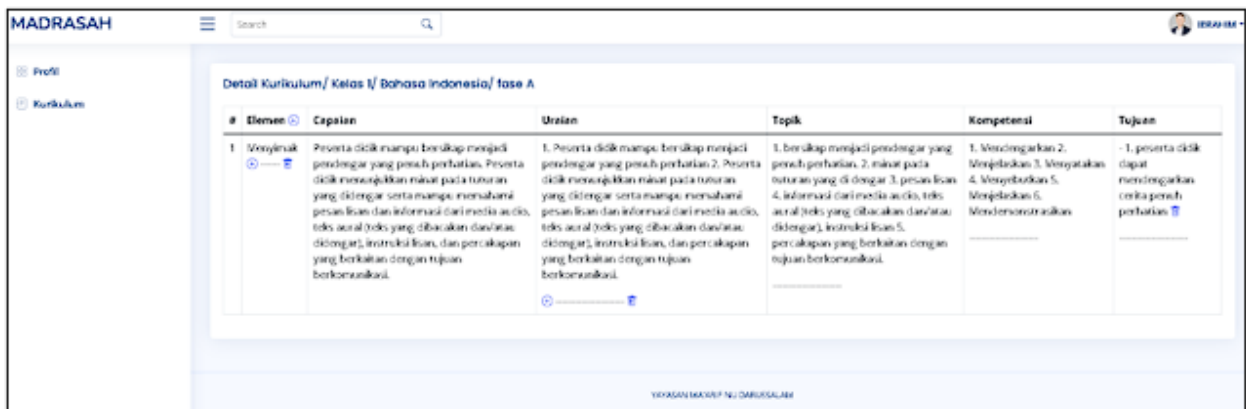 MADRASAH
Search
IBRAHIM
Profil
Kurikulum
Detail Kurikulum/ Kelas 1/ Bahasa Indonesia/ fase A
# Elemen Capaian Uraian Topik Kompetensi Tujuan
1 Menyimak
Peserta didik mampu bersikap menjadi
pendengar yang penuh perhatian. Peserta
didik menunjukkan minat pada tuturan
yang didengar serta mampu memahami
pesan lisan dan informasi dari media audio,
teks aural (teks yang dibacakan dan/atau
didengar), instruksi lisan, dan percakapan
yang berkaitan dengan tujuan
berkomunikasi.
1. Peserta didik mampu bersikap menjadi
pendengar yang penuh perhatian 2. Peserta
didik menunjukkan minat pada tuturan
yang didengar serta mampu memahami
pesan lisan dan informasi dari media audio,
teks aural (teks yang dibacakan dan/atau
didengar), instruksi lisan, dan percakapan
yang berkaitan dengan tujuan
berkomunikasi.
1. bersikap menjadi pendengar yang
penuh perhatian, 2. minat pada
tuturan yang di dengar 3. pesan lisan
4. informasi dari media audio, teks
aural (teks yang dibacakan dan/atau
didengar), instruksi lisan 5.
percakapan yang berkaitan dengan
tujuan berkomunikasi.
1. Mendengarkan 2.
Menjelaskan 3. Menyatakan
4. Menyebutkan 5.
Menjelaskan 6.
Mendemonstrasikan
- 1. peserta didik
dapat
mendengarkan
cerita penuh
perhatian
YAYASAN MA'ARIF NU DARUSSALAM